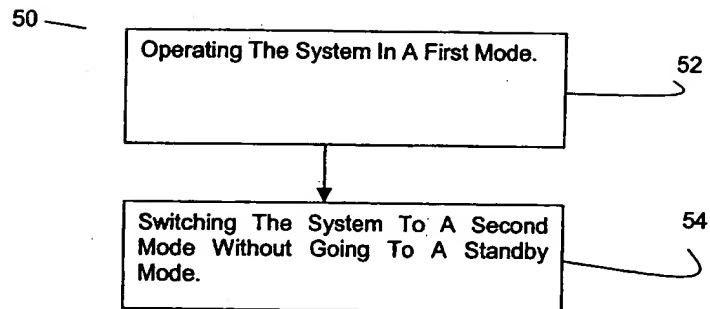 50
Operating The System In A First Mode.
52
Switching The System To A Second
Mode Without Going To A Standby
Mode.
54